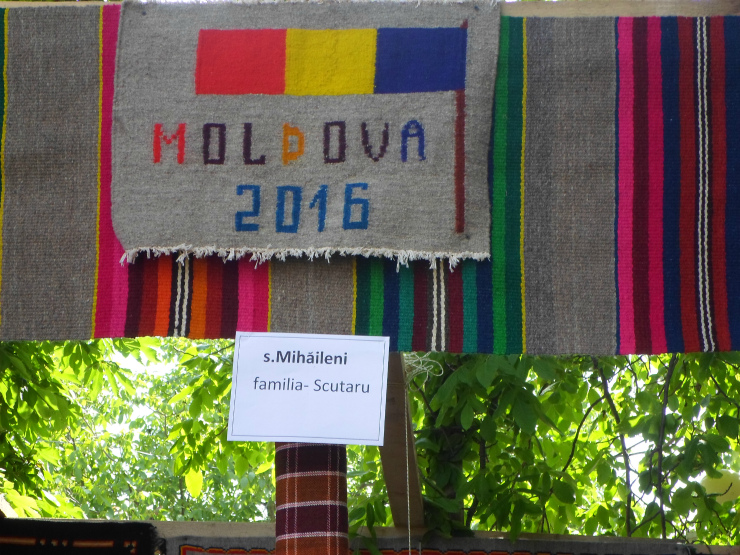 MOLDOVA
2016
s.Mihăileni
familia- Scutaru